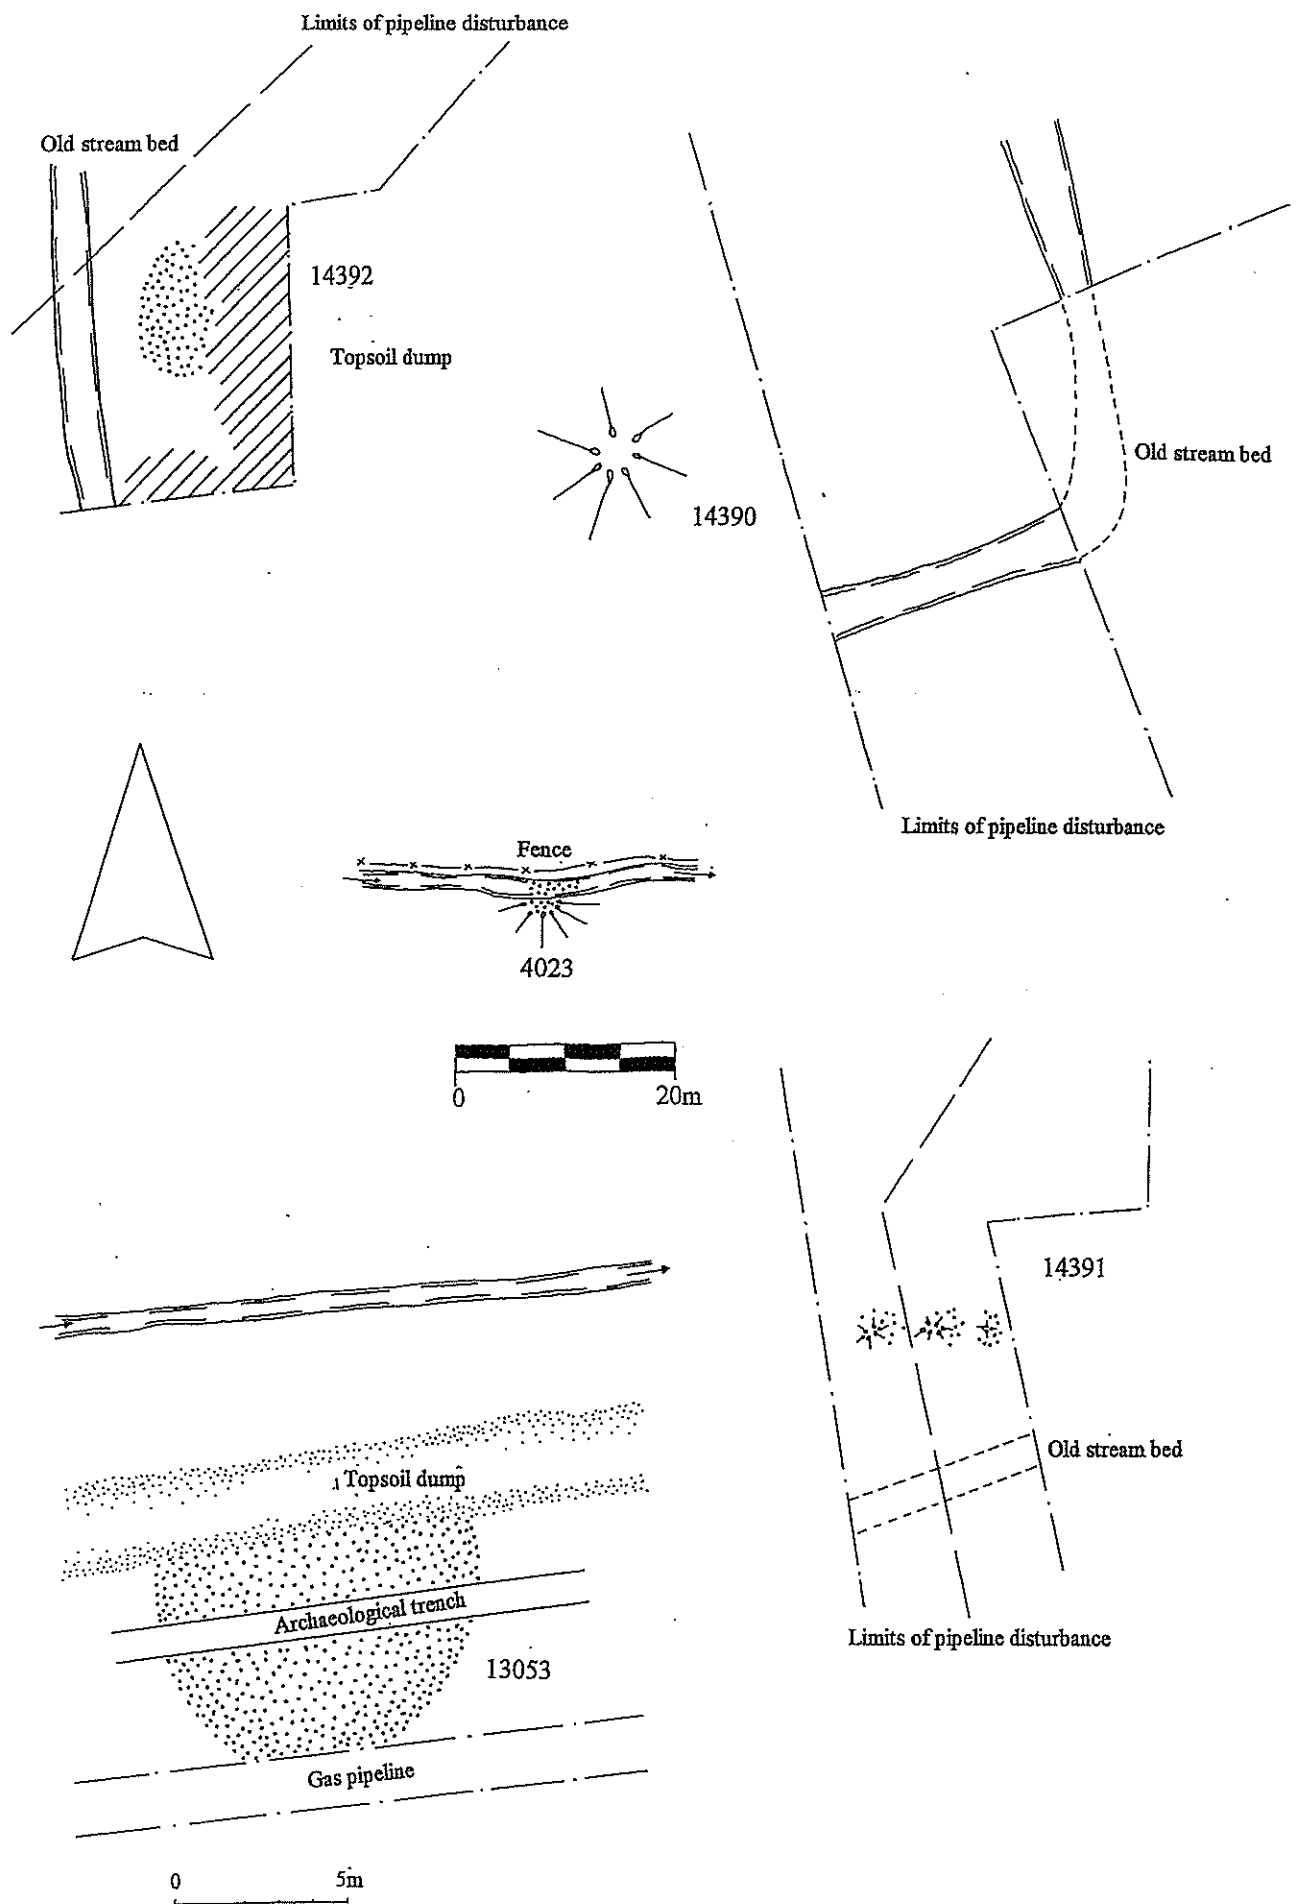 Limits of pipeline disturbance
Old stream bed
14392
Topsoil dump
14390
Old stream bed
Limits of pipeline disturbance
Fence
4023
0 20m
14391
Old stream bed
Limits of pipeline disturbance
Topsoil dump
Archaeological trench
13053
Gas pipeline
0 5m